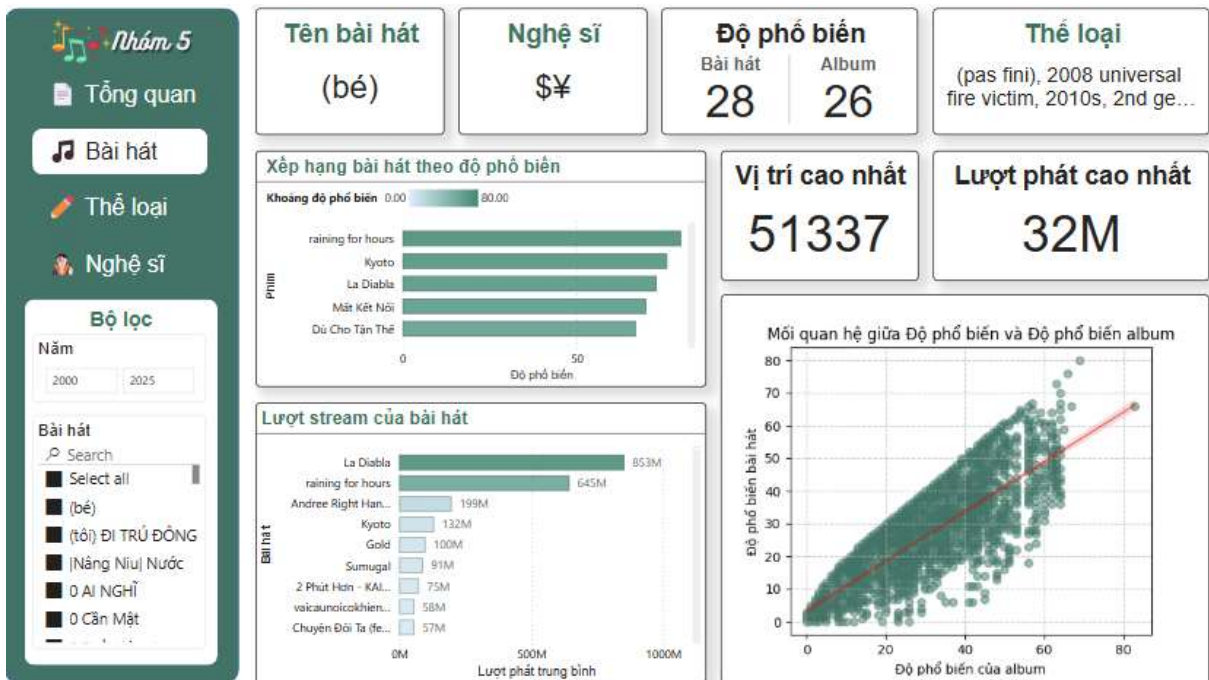 Nhóm 5
Tổng quan
Bài hát
Thể loại
Nghệ sĩ
Bộ lọc
Năm
2000 2025
Bài hát
Search
Select all
(bé)
(tôi) ĐI TRÚ ĐÔNG
|Nâng Niu| Nước
0 AI NGHĨ
0 Cần Mật
Tên bài hát
(bé)
Nghệ sĩ
$¥
Độ phổ biến
Bài hát Album
28 26
Thể loại
(pas fini), 2008 universal
fire victim, 2010s, 2nd ge...
Xếp hạng bài hát theo độ phổ biến
Khoảng độ phổ biến 0.00 80.00
Phim
raining for hours
Kyoto
La Diabla
Mất Kết Nối
Dù Cho Tận Thế
0 50
Độ phổ biến
Vị trí cao nhất
51337
Lượt phát cao nhất
32M
Lượt stream của bài hát
Bài hát
La Diabla 853M
raining for hours 645M
Andree Right Han... 199M
Kyoto 132M
Gold 100M
Sumugal 91M
2 Phút Hơn - KAI... 75M
vaicaunoicokhien... 58M
Chuyện Đôi Ta (fe... 57M
0M 500M 1000M
Lượt phát trung bình
Mối quan hệ giữa Độ phổ biến và Độ phổ biến album
Độ phổ biến bài hát
80
70
60
50
40
30
20
10
0
0 20 40 60 80
Độ phổ biến của album